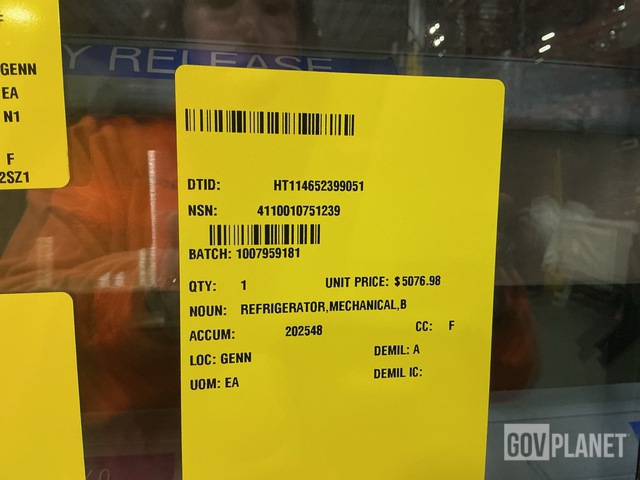 Y RELEASE
F
GENN
EA
N1
F
2SZ1
DTID: HT114652399051
NSN: 4110010751239
BATCH: 1007959181
QTY: 1 UNIT PRICE: $5076.98
NOUN: REFRIGERATOR,MECHANICAL,B
ACCUM: 202548 CC: F
LOC: GENN DEMIL: A
UOM: EA DEMIL IC:
GOVPLANET